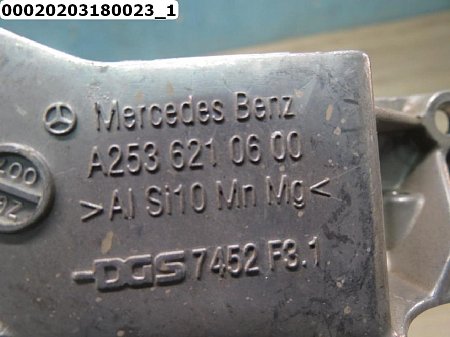 00020203180023_1
Mercedes Benz
A253 621 06 00
>Al Si10 Mn Mg<
DGS 7452 F3.1